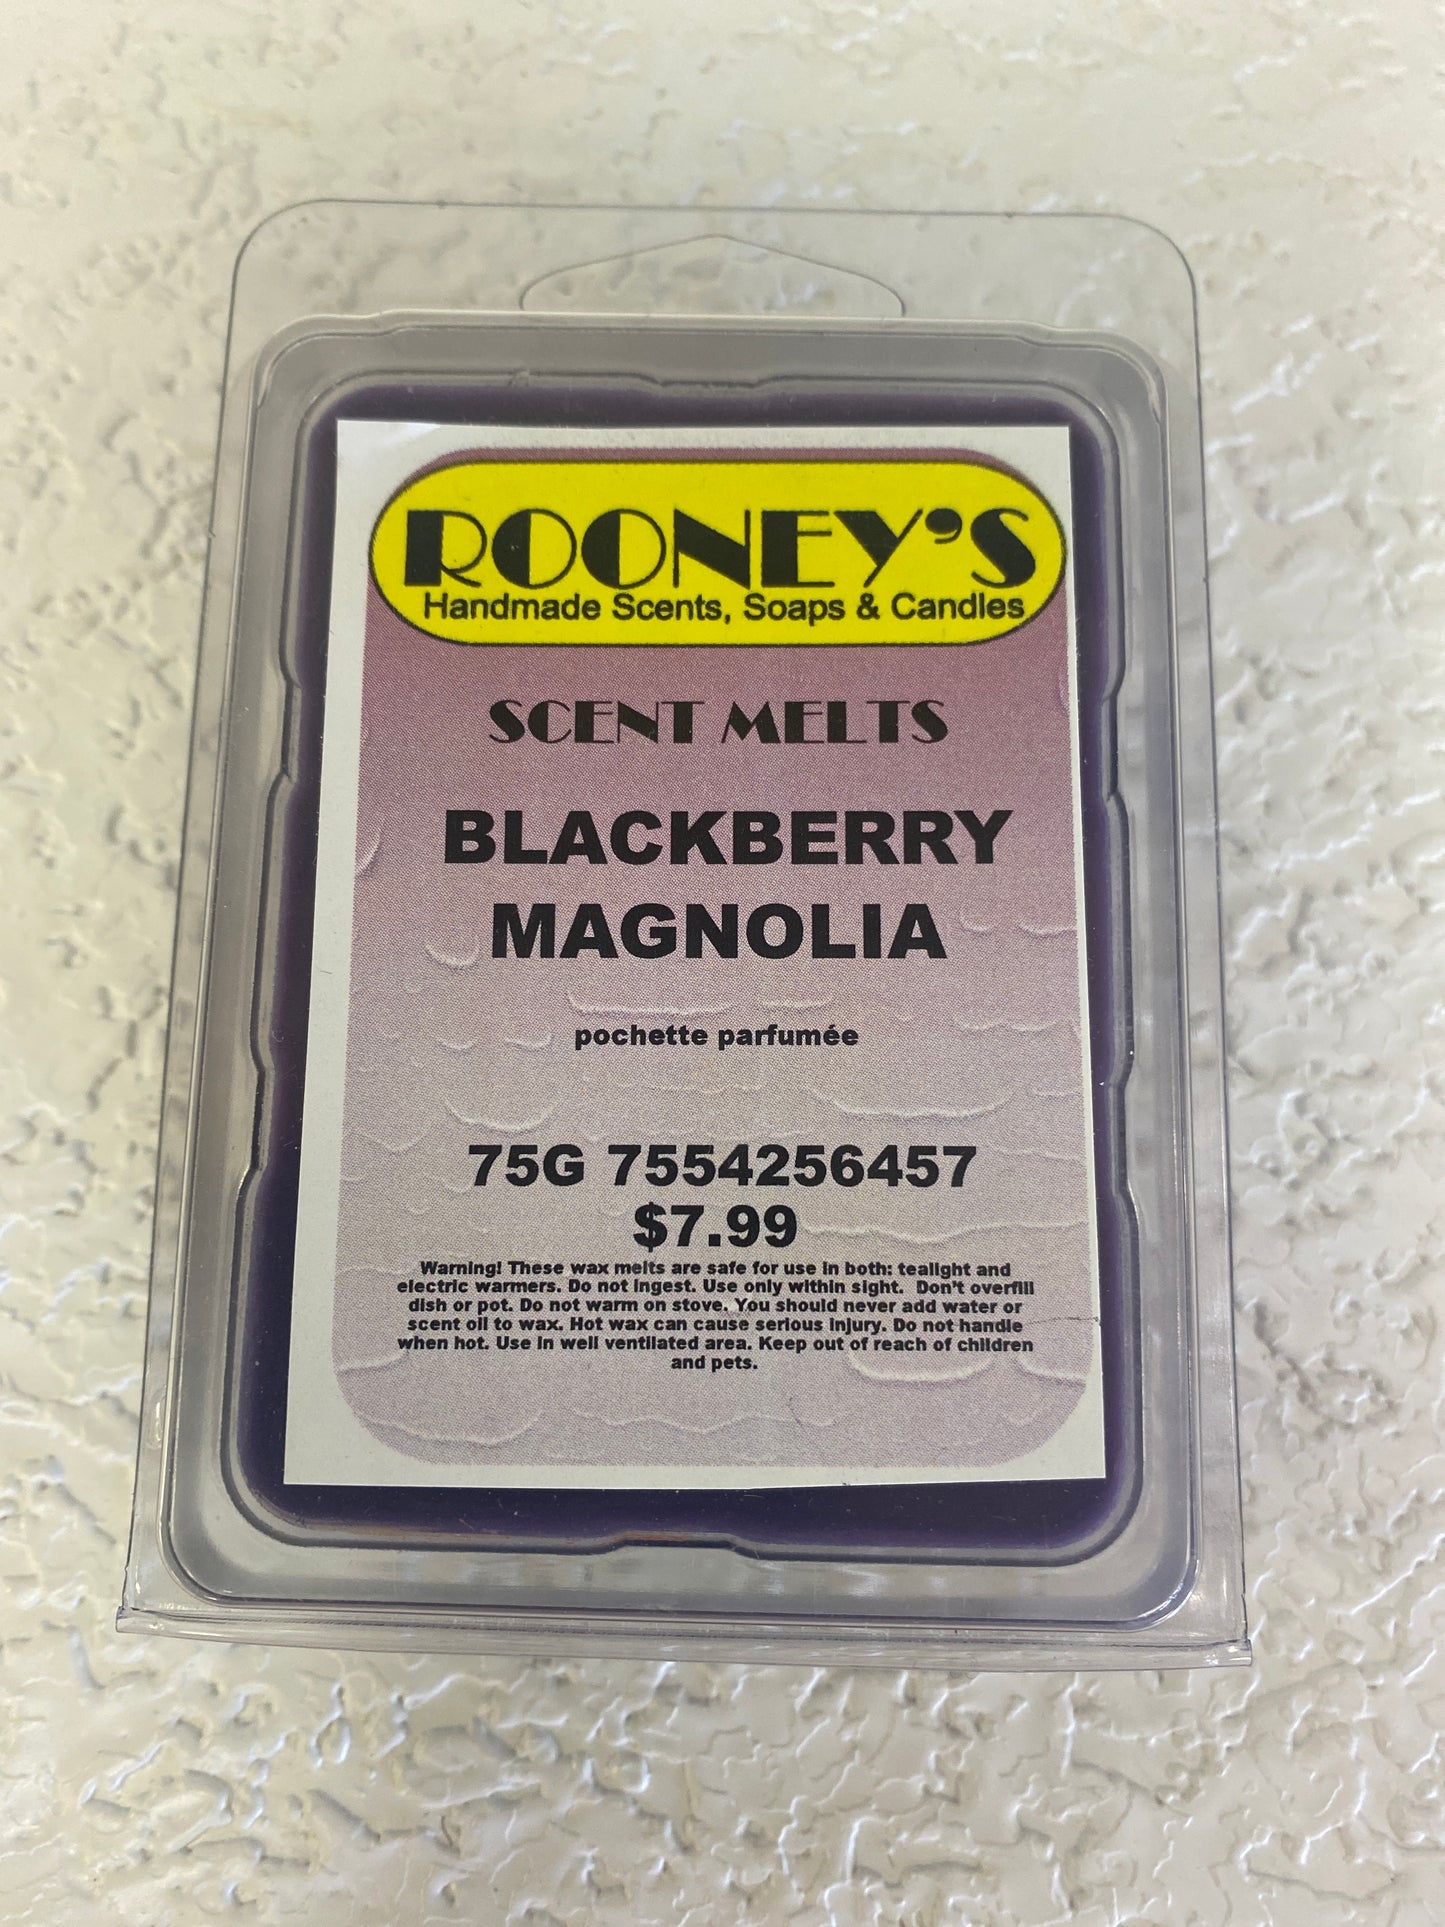 ROONEY'S
Handmade Scents, Soaps & Candles
SCENT MELTS
BLACKBERRY
MAGNOLIA
pochette parfumée
75G 7554256457
$7.99
Warning! These wax melts are safe for use in both: tealight and
electric warmers. Do not ingest. Use only within sight. Don't overfill
dish or pot. Do not warm on stove. You should never add water or
scent oil to wax. Hot wax can cause serious injury. Do not handle
when hot. Use in well ventilated area. Keep out of reach of children
and pets.